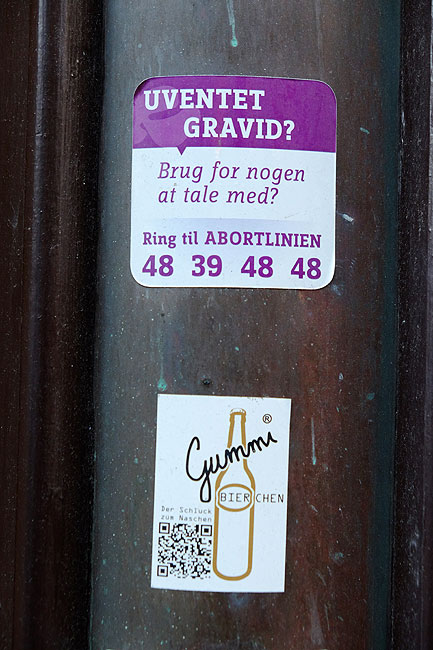 UVENTET
GRAVID?
Brug for nogen
at tale med?
Ring til ABORTLINIEN
48 39 48 48
Gummi ®
BIERCHEN
Der Schluck
zum Naschen